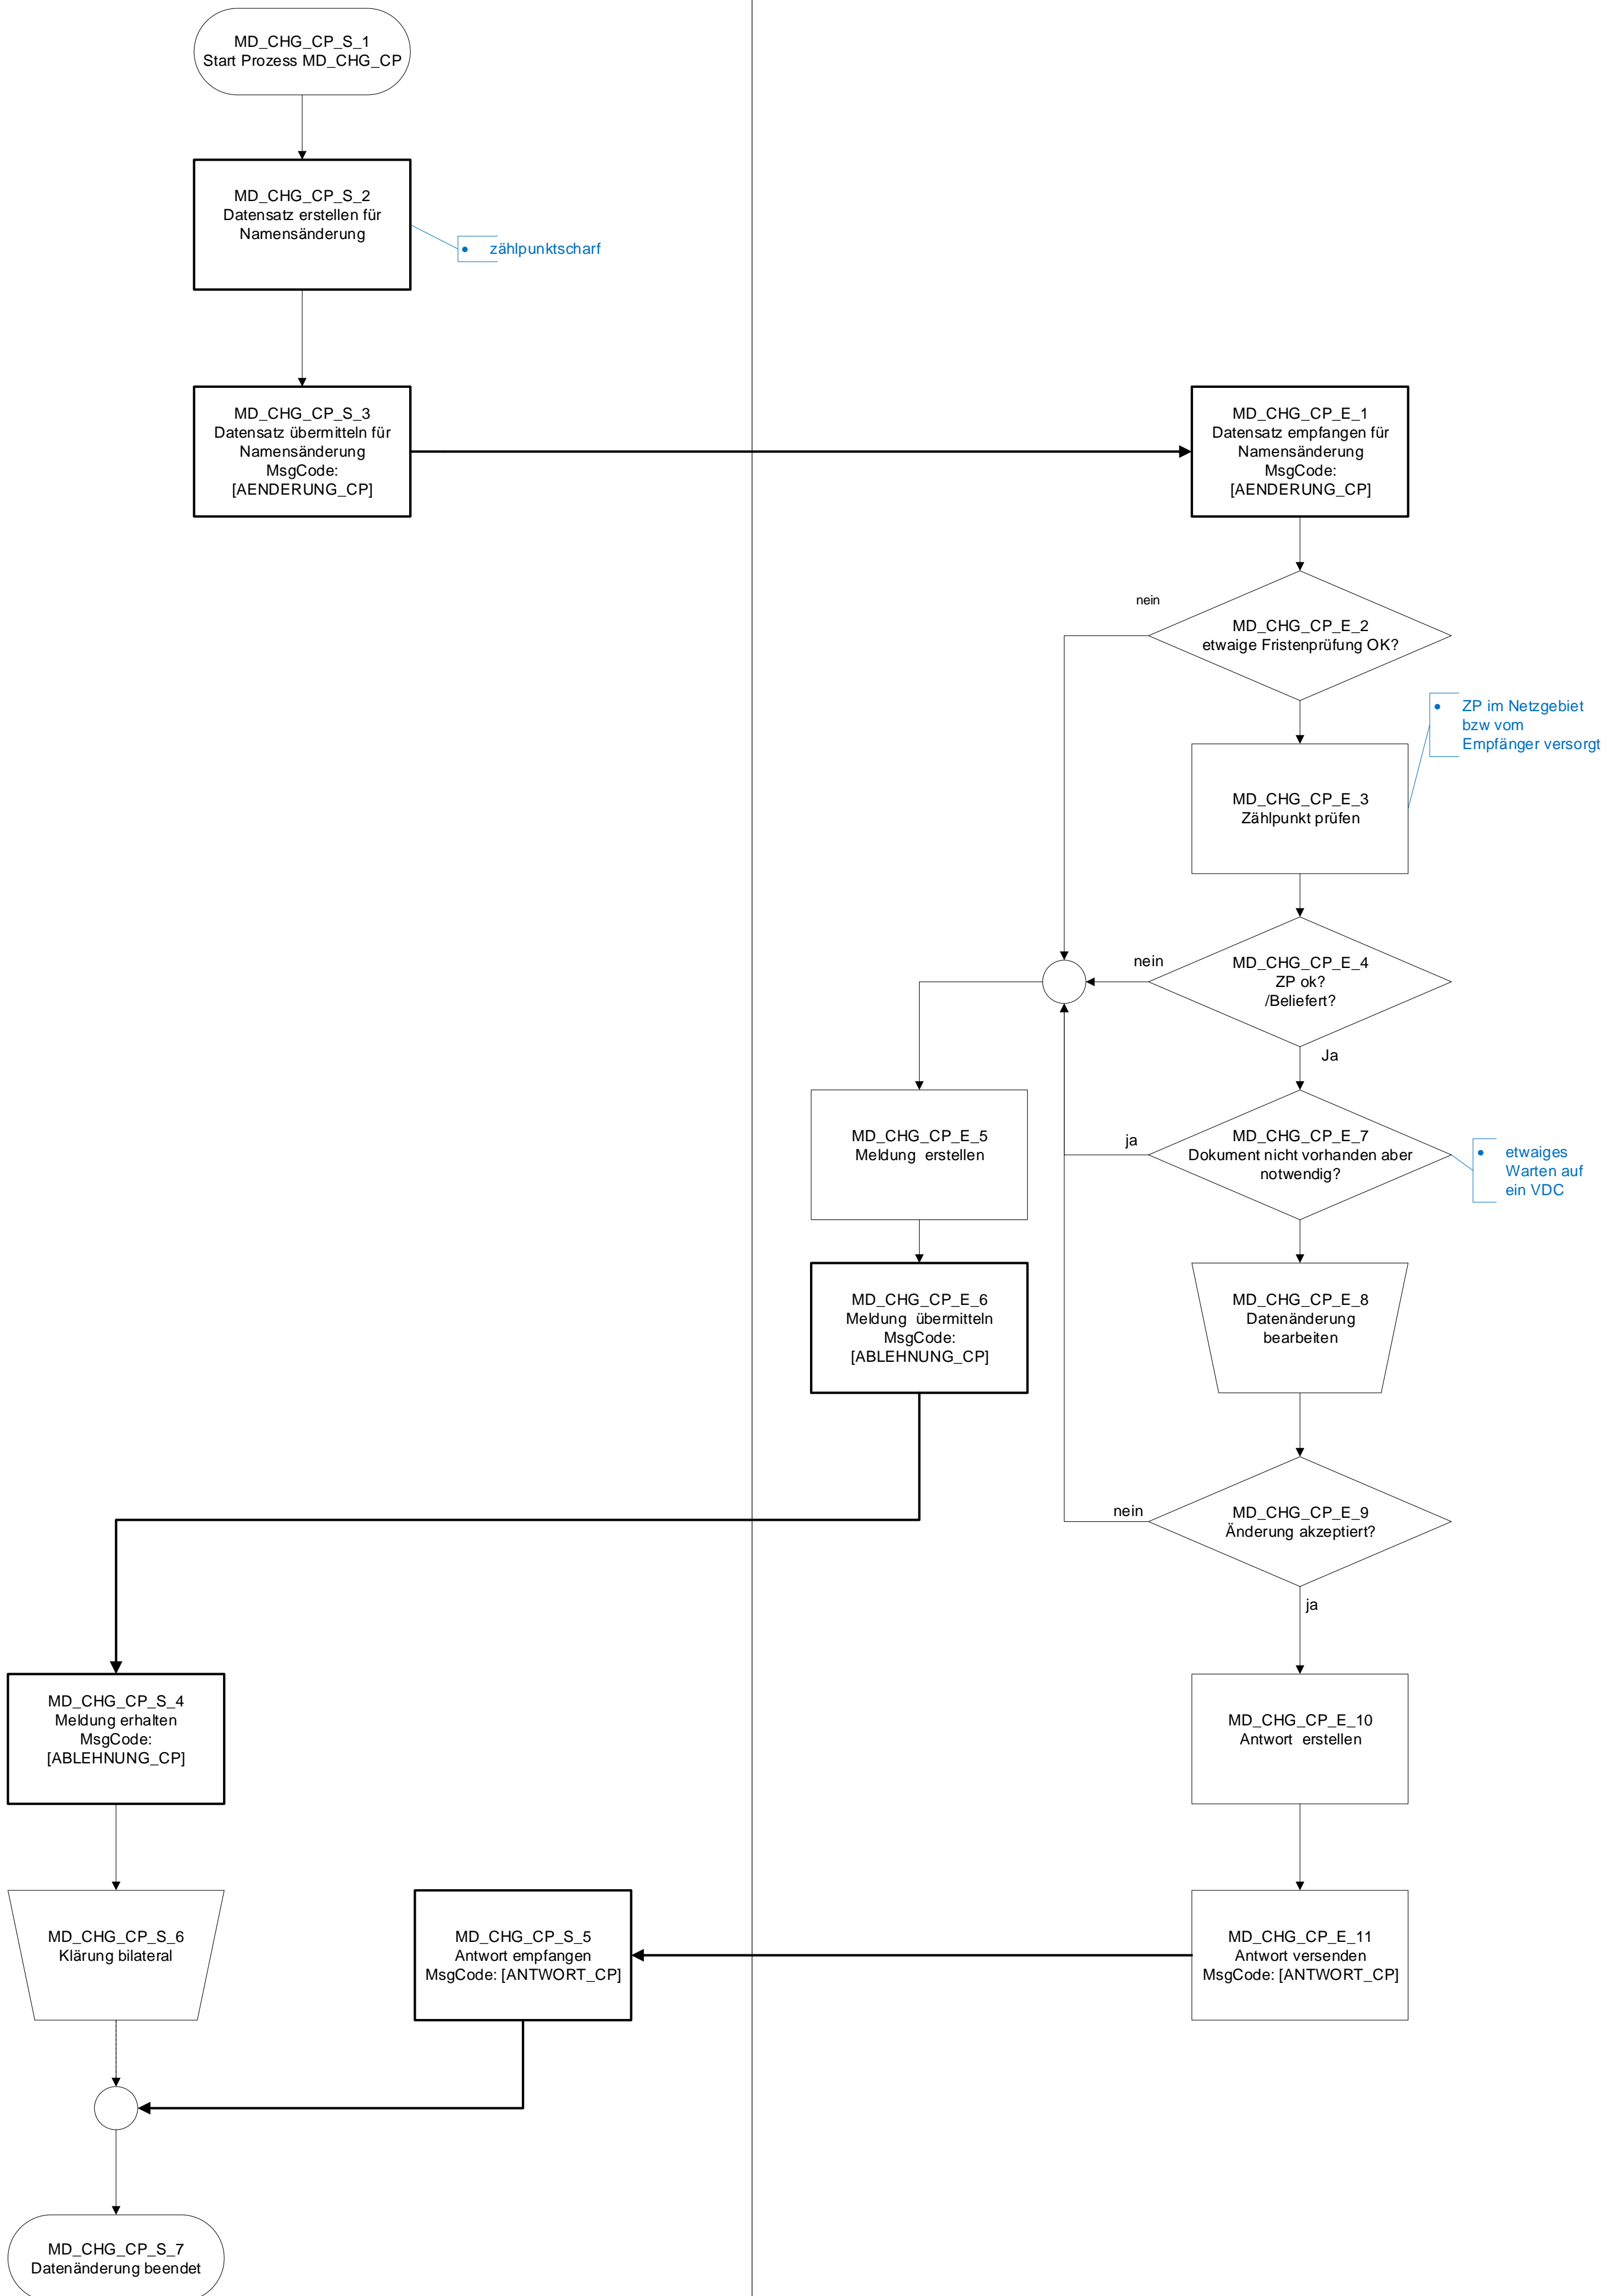 MD_CHG_CP_S_1
Start Prozess MD_CHG_CP
MD_CHG_CP_S_2
Datensatz erstellen für
Namensänderung
• zählpunktscharf
MD_CHG_CP_S_3
Datensatz übermitteln für
Namensänderung
MsgCode:
[AENDERUNG_CP]
MD_CHG_CP_E_1
Datensatz empfangen für
Namensänderung
MsgCode:
[AENDERUNG_CP]
nein
MD_CHG_CP_E_2
etwaige Fristenprüfung OK?
• ZP im Netzgebiet
bzw vom
Empfänger versorgt
MD_CHG_CP_E_3
Zählpunkt prüfen
nein
MD_CHG_CP_E_4
ZP ok?
/Beliefert?
Ja
MD_CHG_CP_E_5
Meldung erstellen
ja
MD_CHG_CP_E_7
Dokument nicht vorhanden aber
notwendig?
• etwaiges
Warten auf
ein VDC
MD_CHG_CP_E_6
Meldung übermitteln
MsgCode:
[ABLEHNUNG_CP]
MD_CHG_CP_E_8
Datenänderung
bearbeiten
nein
MD_CHG_CP_E_9
Änderung akzeptiert?
ja
MD_CHG_CP_S_4
Meldung erhalten
MsgCode:
[ABLEHNUNG_CP]
MD_CHG_CP_E_10
Antwort erstellen
MD_CHG_CP_S_6
Klärung bilateral
MD_CHG_CP_S_5
Antwort empfangen
MsgCode: [ANTWORT_CP]
MD_CHG_CP_E_11
Antwort versenden
MsgCode: [ANTWORT_CP]
MD_CHG_CP_S_7
Datenänderung beendet